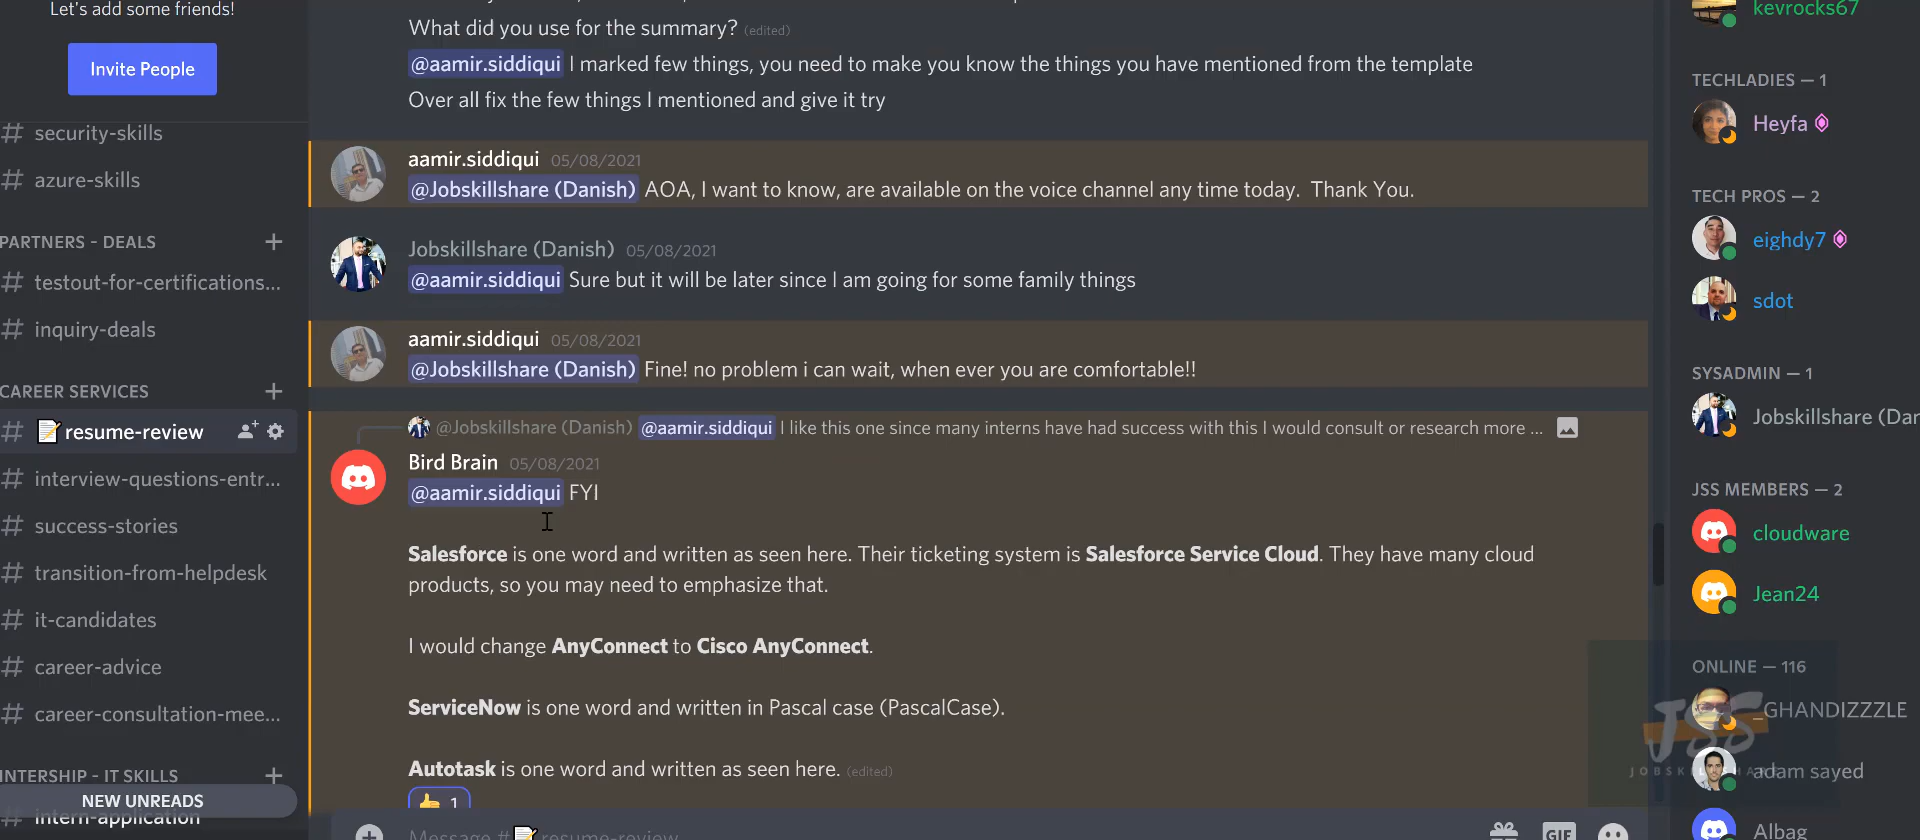 Let's add some friends!
Invite People
# security-skills
# azure-skills
PARTNERS - DEALS +
# testout-for-certifications...
# inquiry-deals
CAREER SERVICES +
# 📝 resume-review
# interview-questions-entr...
# success-stories
# transition-from-helpdesk
# it-candidates
# career-advice
# career-consultation-mee...
INTERSHIP - IT SKILLS +
NEW UNREADS
intern-application
What did you use for the summary? (edited)
@aamir.siddiqui I marked few things, you need to make you know the things you have mentioned from the template
Over all fix the few things I mentioned and give it try
aamir.siddiqui 05/08/2021
@Jobskillshare (Danish) AOA, I want to know, are available on the voice channel any time today. Thank You.
Jobskillshare (Danish) 05/08/2021
@aamir.siddiqui Sure but it will be later since I am going for some family things
aamir.siddiqui 05/08/2021
@Jobskillshare (Danish) Fine! no problem i can wait, when ever you are comfortable!!
@Jobskillshare (Danish) @aamir.siddiqui I like this one since many interns have had success with this I would consult or research more ...
Bird Brain 05/08/2021
@aamir.siddiqui FYI
Salesforce is one word and written as seen here. Their ticketing system is Salesforce Service Cloud. They have many cloud
products, so you may need to emphasize that.
I would change AnyConnect to Cisco AnyConnect.
ServiceNow is one word and written in Pascal case (PascalCase).
Autotask is one word and written as seen here. (edited)
👍 1
Message #📝 resume-review
GIF
kevrocks67
TECHLADIES — 1
Heyfa
TECH PROS — 2
eighdy7
sdot
SYSADMIN — 1
Jobskillshare (Dan
JSS MEMBERS — 2
cloudware
Jean24
ONLINE — 116
_GHANDIZZZLE
JSS
JOBSKILLSHARE
adam sayed
Albag